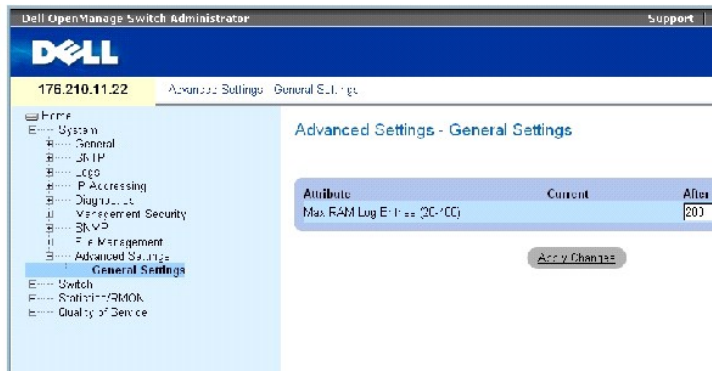 Dell OpenManage Switch Administrator
Support |
DELL
176.210.11.22
Advanced Settings - General Settings
Home
System
General
SNTP
Logs
IP Addressing
Diagnostics
Management Security
SNMP
File Management
Advanced Settings
General Settings
Switch
Statistics/RMON
Quality of Service
Advanced Settings - General Settings
Attribute Current After
Max RAM Log Entries (20-400) 200
Apply Changes